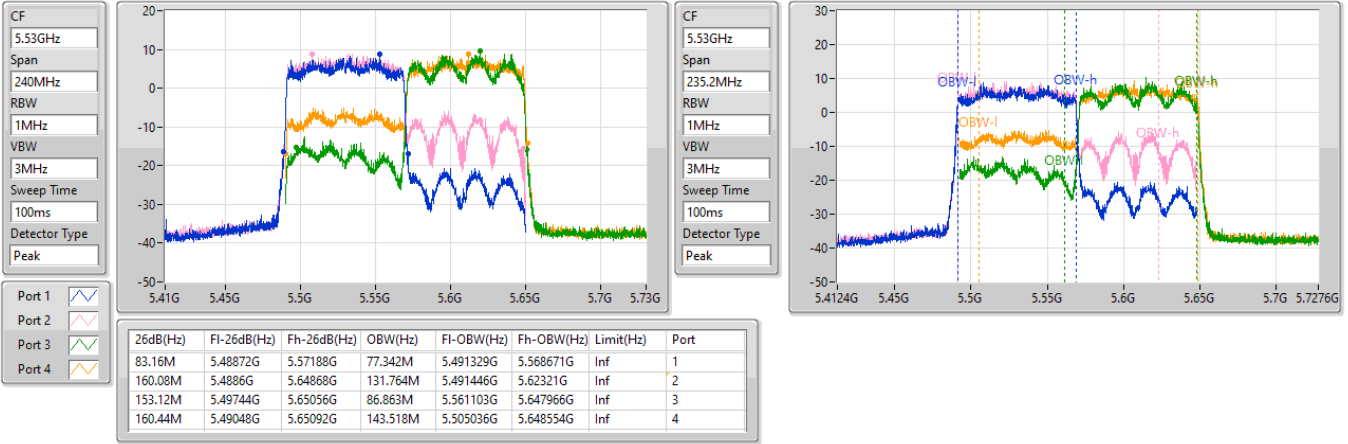 CF
5.53GHz
Span
240MHz
RBW
1MHz
VBW
3MHz
Sweep Time
100ms
Detector Type
Peak
Port 1
Port 2
Port 3
Port 4
20-
10-
0-
-10-
-20-
-30-
-40-
-50-
5.41G 5.45G 5.5G 5.55G 5.6G 5.65G 5.7G 5.73G
CF
5.53GHz
Span
235.2MHz
RBW
1MHz
VBW
3MHz
Sweep Time
100ms
Detector Type
Peak
30-
20-
10-
0-
-10-
-20-
-30-
-40-
-50-
OBW-l OBW-h OBW-h
OBW-l OBW-h
5.4124G 5.45G 5.5G 5.55G 5.6G 5.65G 5.7G 5.7276G
26dB(Hz) Fl-26dB(Hz) Fh-26dB(Hz) OBW(Hz) Fl-OBW(Hz) Fh-OBW(Hz) Limit(Hz) Port
83.16M 5.48872G 5.57188G 77.342M 5.491329G 5.568671G Inf 1
160.08M 5.4886G 5.64868G 131.764M 5.491446G 5.62321G Inf 2
153.12M 5.49744G 5.65056G 86.863M 5.561103G 5.647966G Inf 3
160.44M 5.49048G 5.65092G 143.518M 5.505036G 5.648554G Inf 4